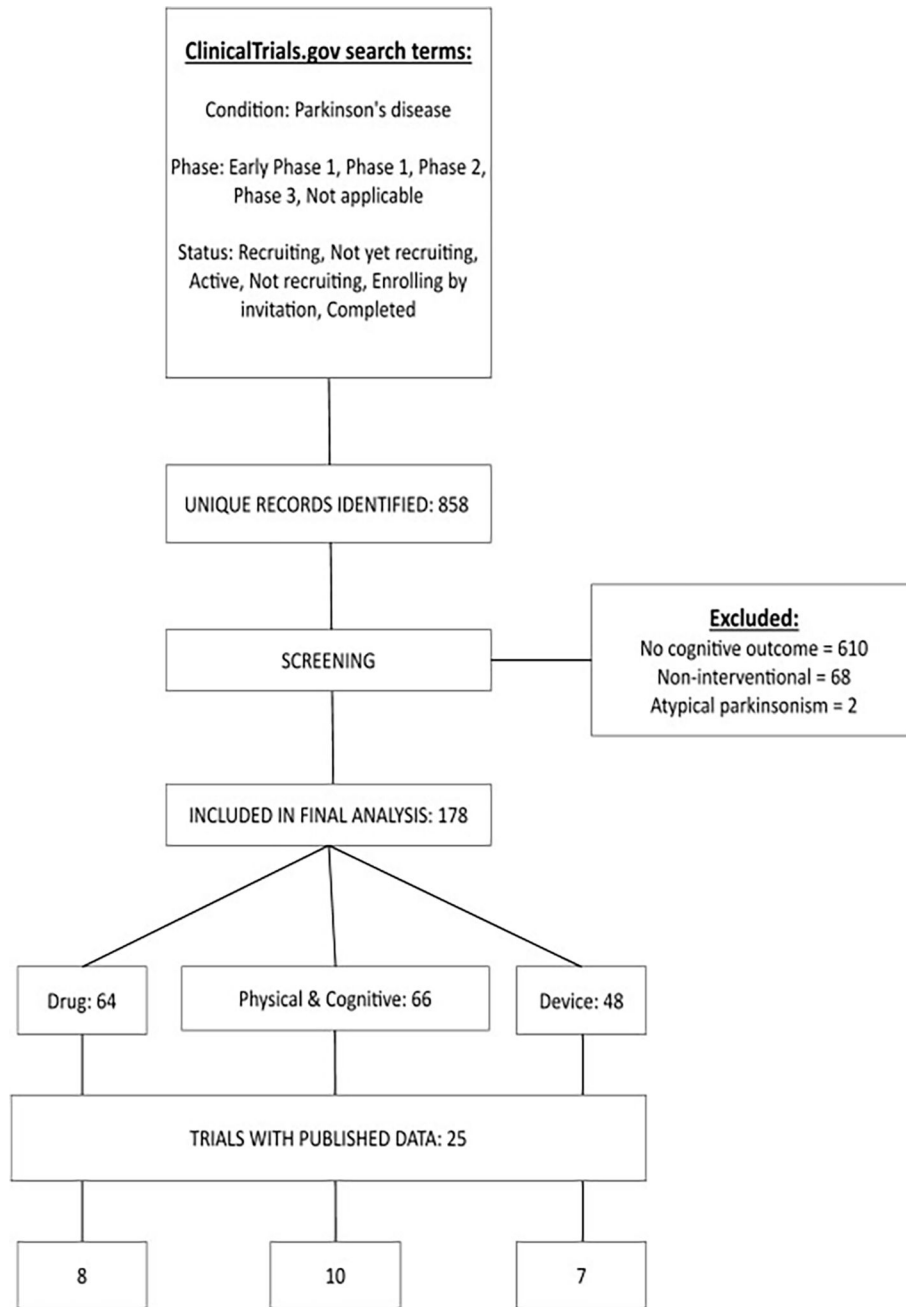 ClinicalTrials.gov search terms:
Condition: Parkinson's disease
Phase: Early Phase 1, Phase 1, Phase 2,
Phase 3, Not applicable
Status: Recruiting, Not yet recruiting,
Active, Not recruiting, Enrolling by
invitation, Completed
UNIQUE RECORDS IDENTIFIED: 858
SCREENING
Excluded:
No cognitive outcome = 610
Non-interventional = 68
Atypical parkinsonism = 2
INCLUDED IN FINAL ANALYSIS: 178
Drug: 64
Physical & Cognitive: 66
Device: 48
TRIALS WITH PUBLISHED DATA: 25
8
10
7